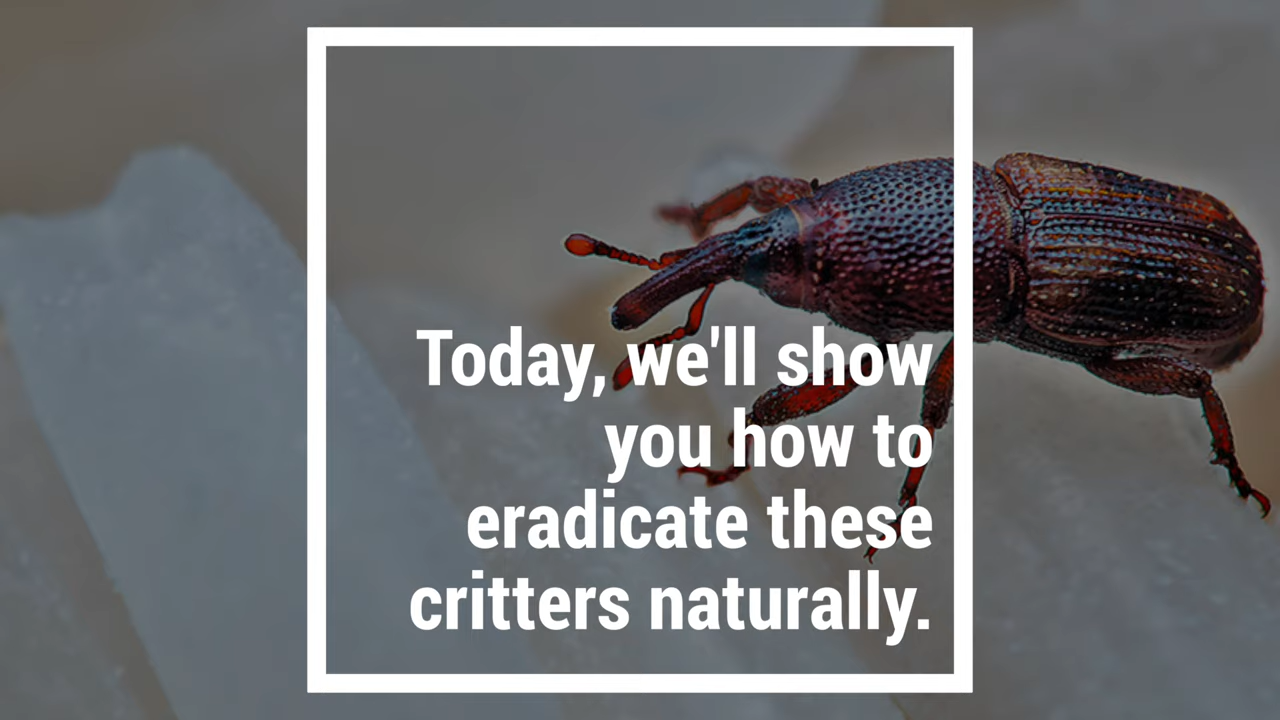 Today, we'll show
you how to
eradicate these
critters naturally.